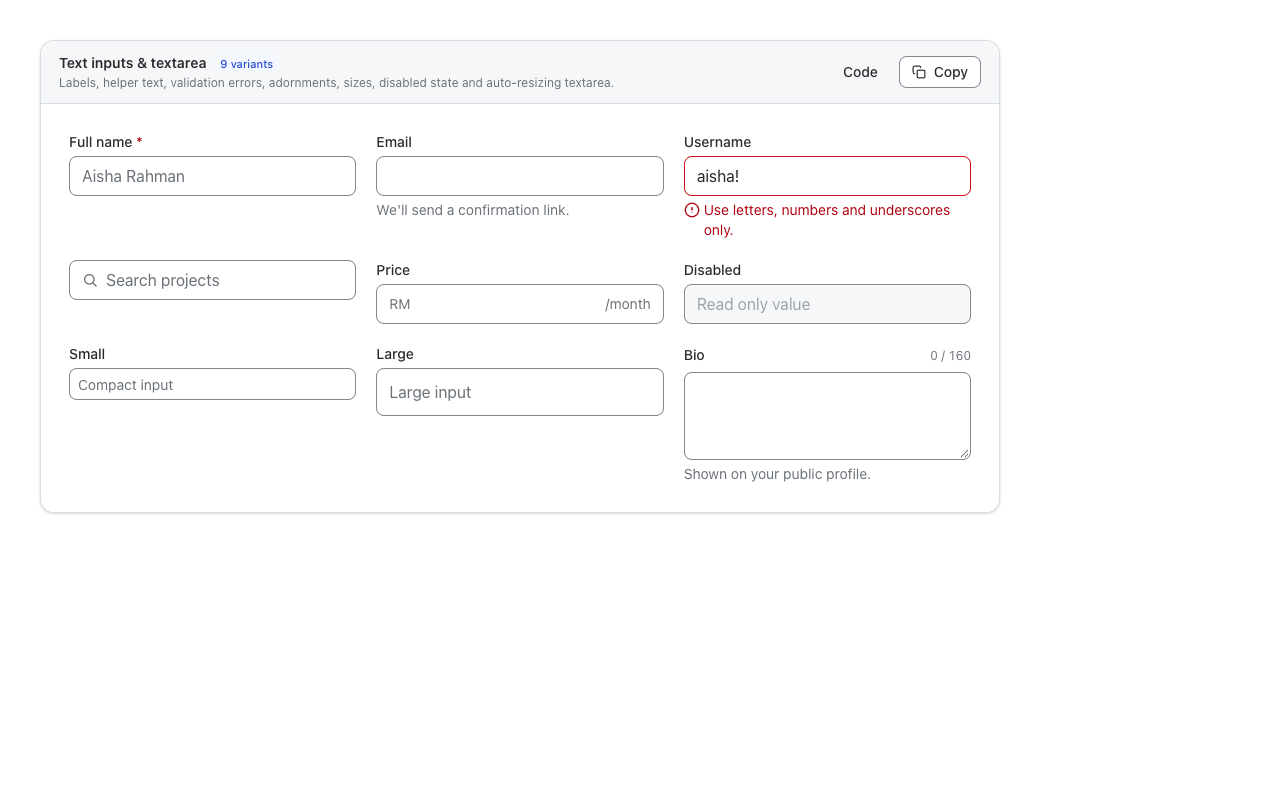 Text inputs & textarea 9 variants
Labels, helper text, validation errors, adornments, sizes, disabled state and auto-resizing textarea.
Code Copy
Full name * Email Username
Aisha Rahman aisha!
We'll send a confirmation link. Use letters, numbers and underscores
only.
Search projects Price Disabled
RM /month Read only value
Small Large Bio 0 / 160
Compact input Large input
Shown on your public profile.